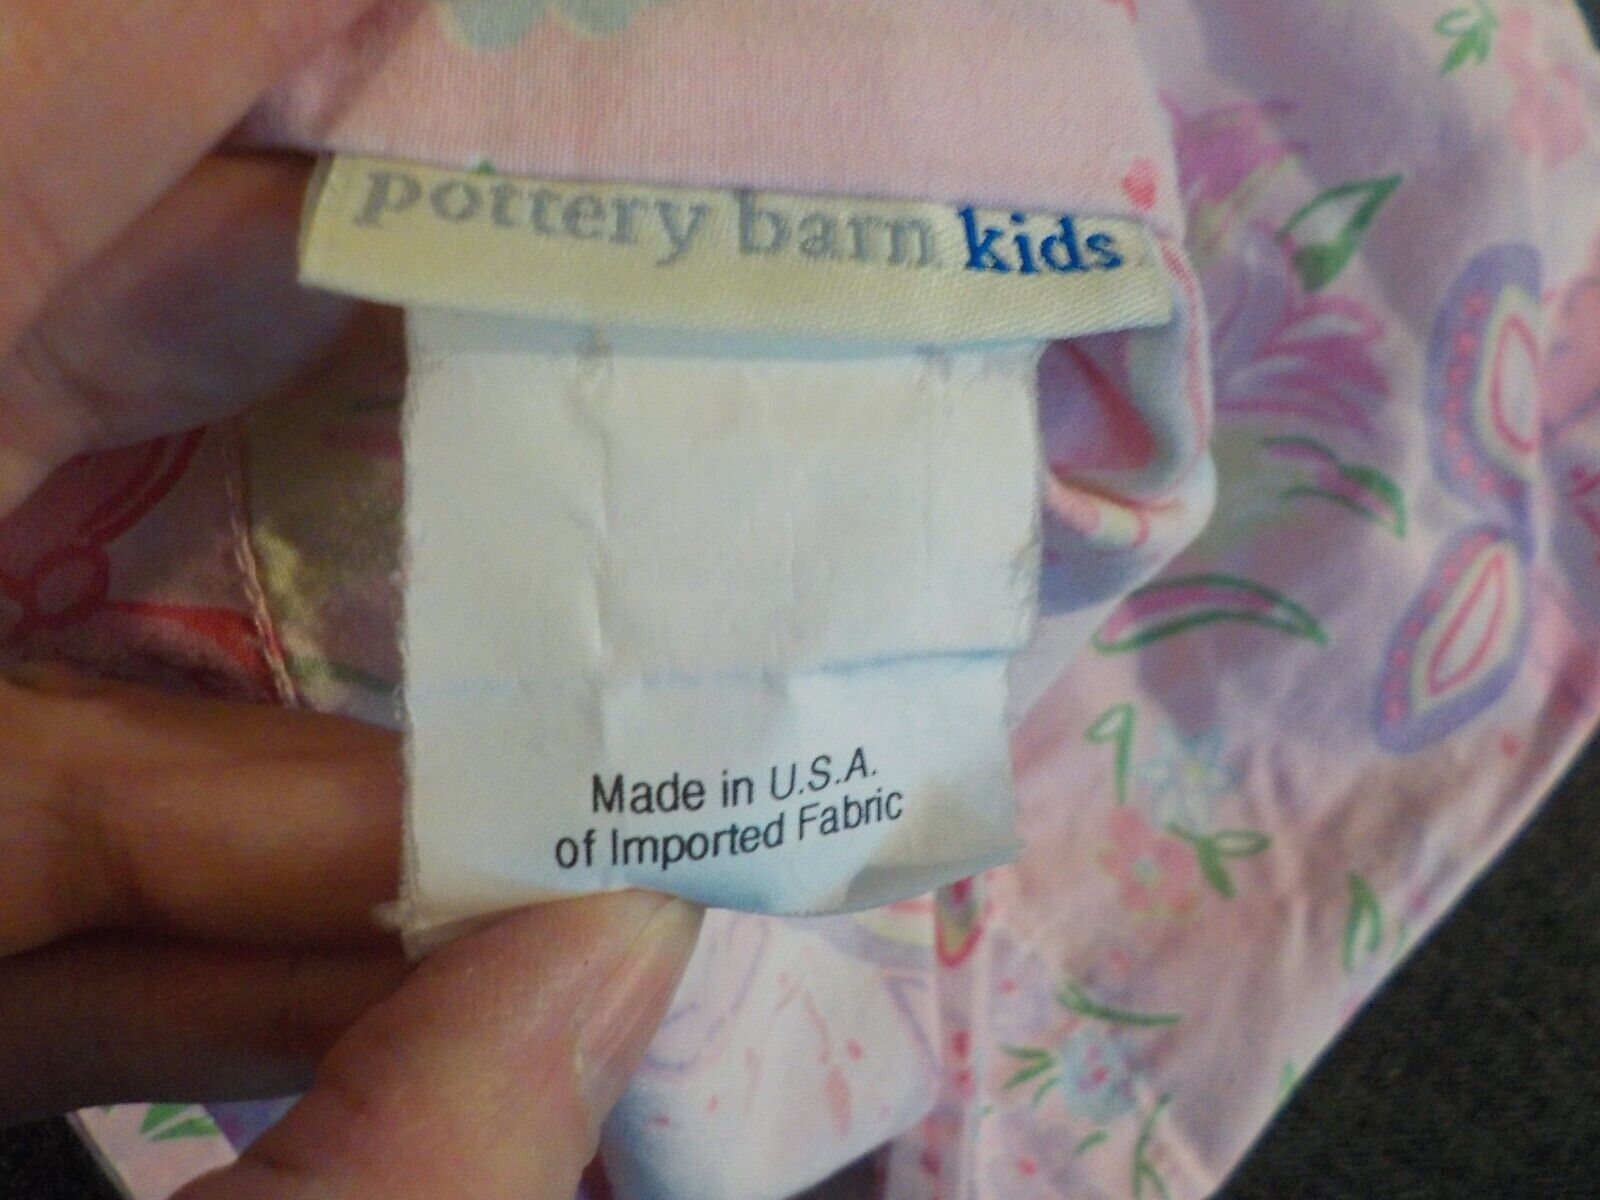 pottery barn kids
Made in U.S.A.
of Imported Fabric